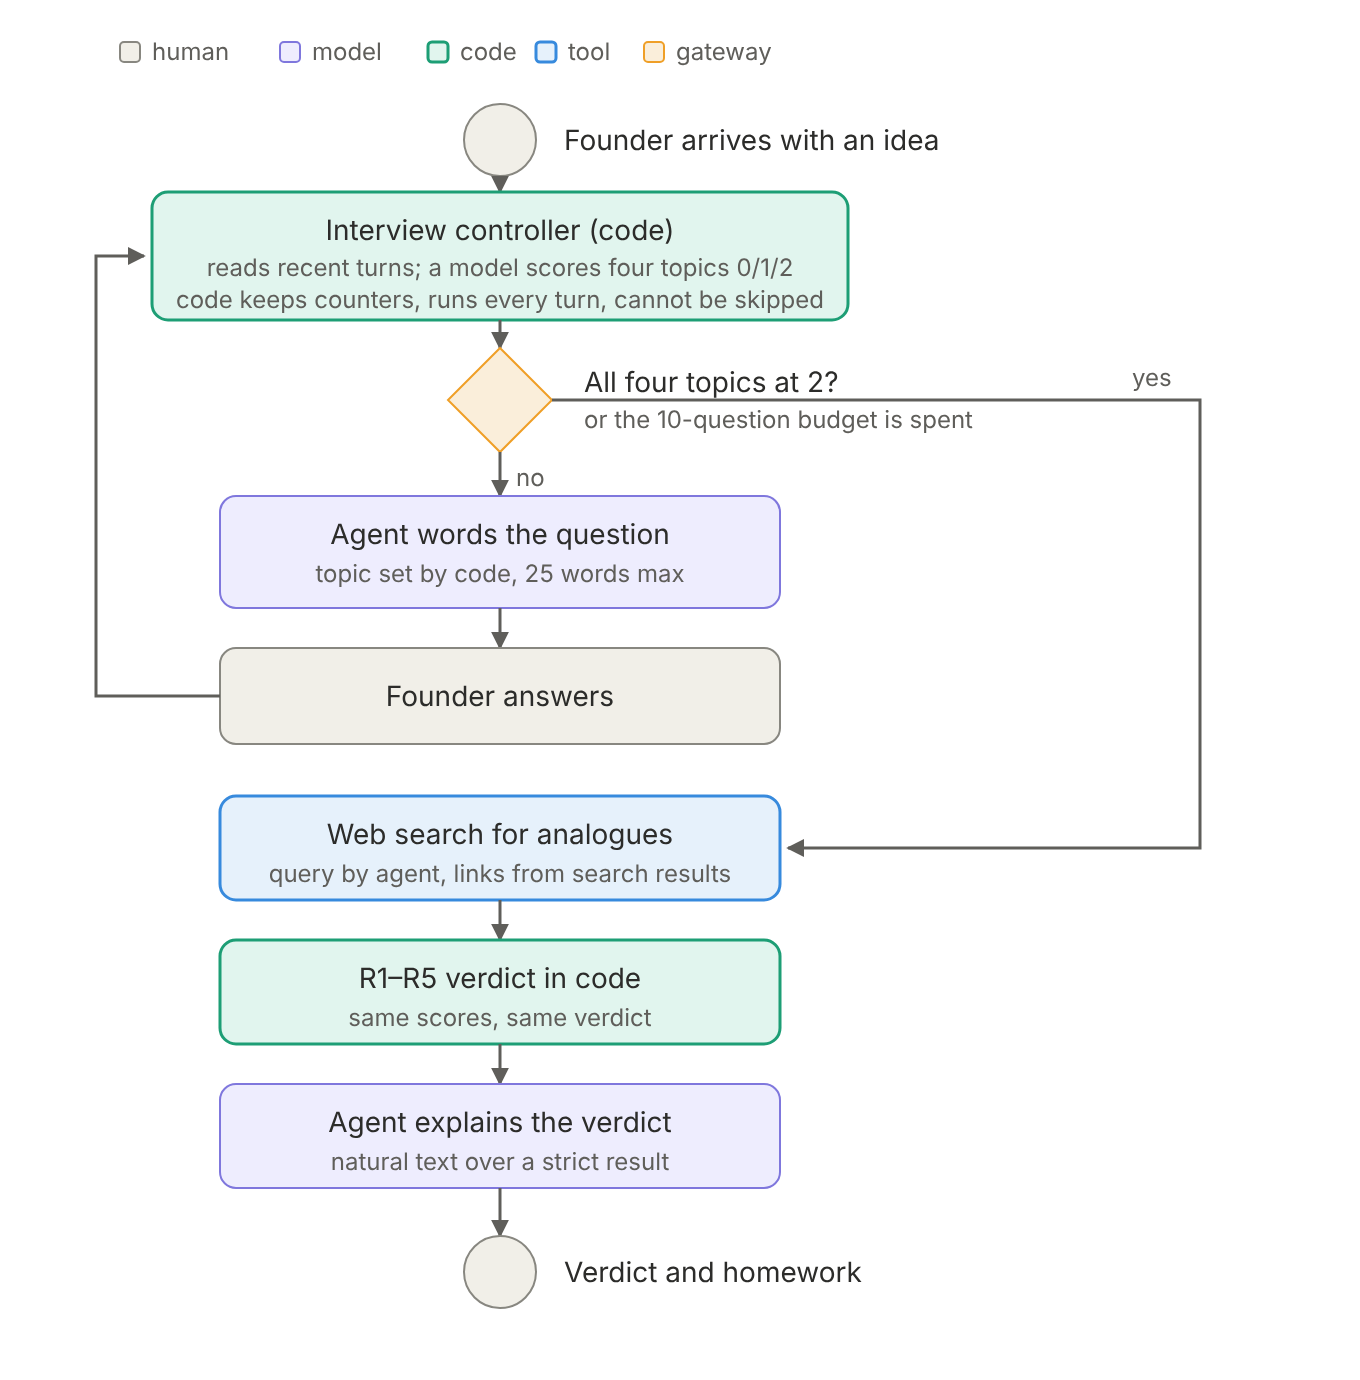 human model code tool gateway
Founder arrives with an idea
Interview controller (code)
reads recent turns; a model scores four topics 0/1/2
code keeps counters, runs every turn, cannot be skipped
All four topics at 2?
yes
or the 10-question budget is spent
no
Agent words the question
topic set by code, 25 words max
Founder answers
Web search for analogues
query by agent, links from search results
R1–R5 verdict in code
same scores, same verdict
Agent explains the verdict
natural text over a strict result
Verdict and homework